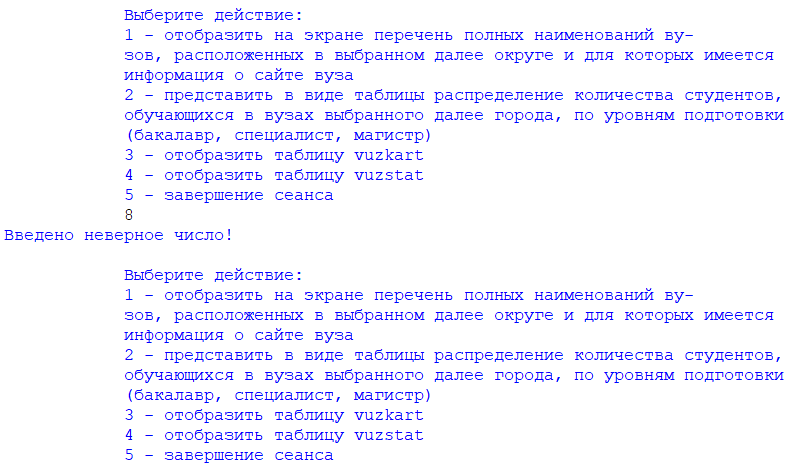 Выберите действие:
1 - отобразить на экране перечень полных наименований ву-
зов, расположенных в выбранном далее округе и для которых имеется
информация о сайте вуза
2 - представить в виде таблицы распределение количества студентов,
обучающихся в вузах выбранного далее города, по уровням подготовки
(бакалавр, специалист, магистр)
3 - отобразить таблицу vuzkart
4 - отобразить таблицу vuzstat
5 - завершение сеанса
8
Введено неверное число!
Выберите действие:
1 - отобразить на экране перечень полных наименований ву-
зов, расположенных в выбранном далее округе и для которых имеется
информация о сайте вуза
2 - представить в виде таблицы распределение количества студентов,
обучающихся в вузах выбранного далее города, по уровням подготовки
(бакалавр, специалист, магистр)
3 - отобразить таблицу vuzkart
4 - отобразить таблицу vuzstat
5 - завершение сеанса